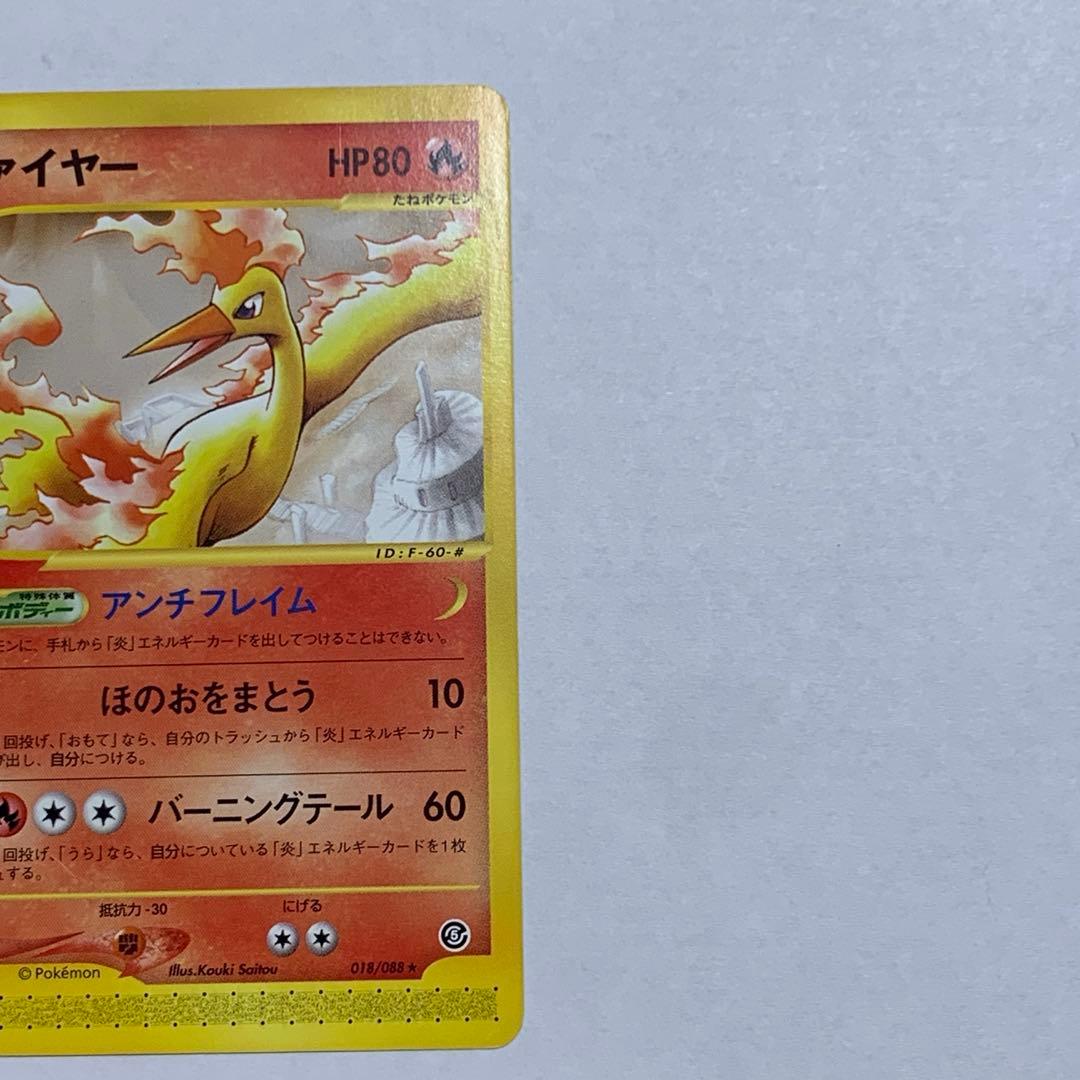 ァイヤー HP80
たねポケモン
ID:F-60-#
特殊体質
ボディー アンチフレイム
モンに、手札から「炎」エネルギーカードを出してつけることはできない。
ほのおをまとう 10
回投げ、「おもて」なら、自分のトラッシュから「炎」エネルギーカード
び出し、自分につける。
バーニングテール 60
回投げ、「うら」なら、自分についている「炎」エネルギーカードを1枚
ュする。
抵抗力-30 にげる
5
©Pokémon Illus.Kouki Saitou 018/088★